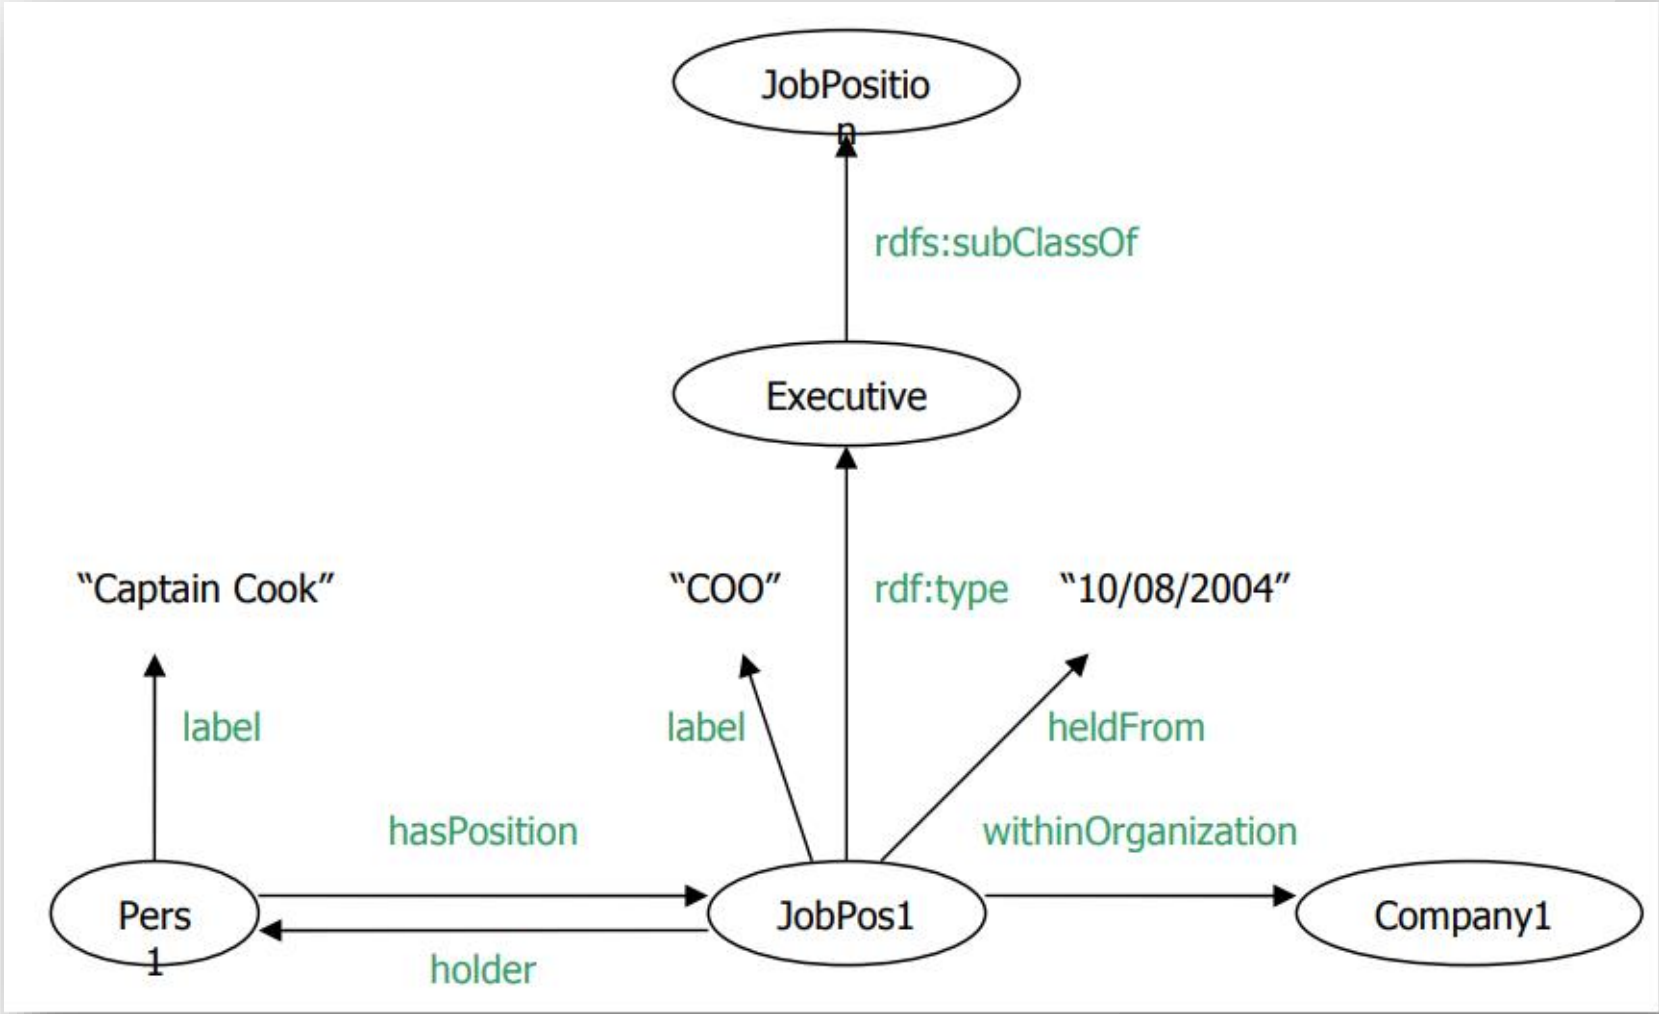 JobPositio
n
rdfs:subClassOf
Executive
“Captain Cook”
“COO”
rdf:type
“10/08/2004”
label
label
heldFrom
hasPosition
withinOrganization
Pers
1
JobPos1
Company1
holder